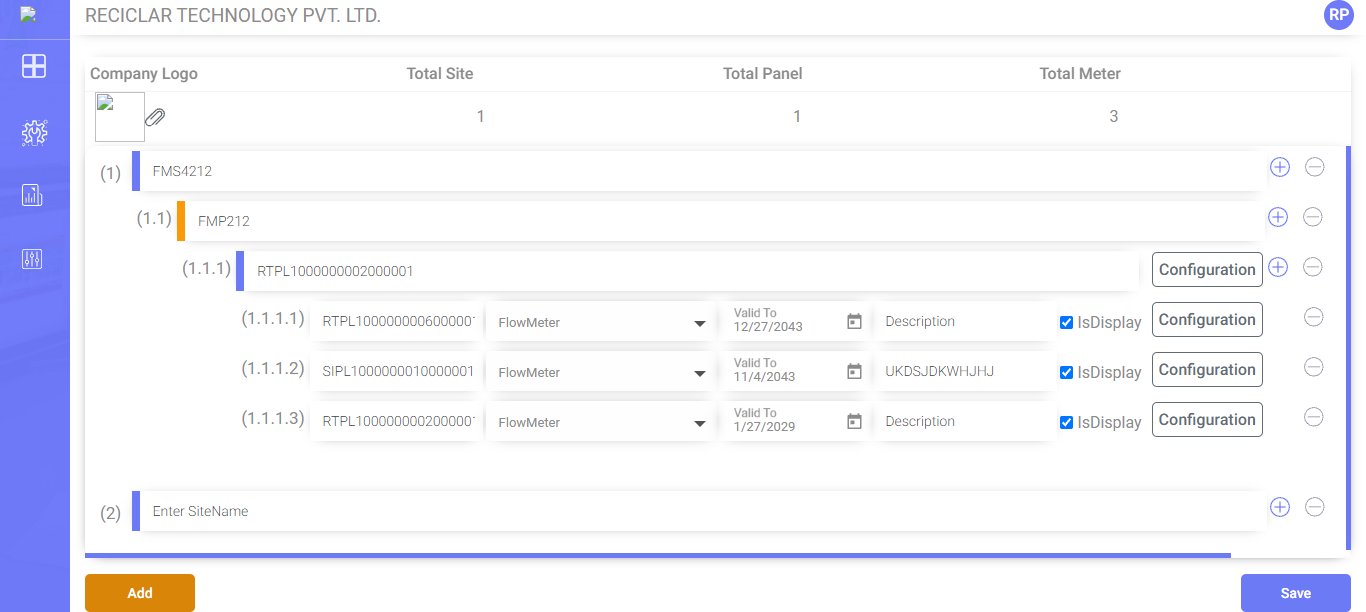 RECICLAR TECHNOLOGY PVT. LTD.
RP
Company Logo Total Site Total Panel Total Meter
1 1 3
(1) FMS4212
(1.1) FMP212
(1.1.1) RTPL1000000002000001 Configuration
(1.1.1.1) RTPL100000000600000 FlowMeter Valid To 12/27/2043 Description IsDisplay Configuration
(1.1.1.2) SIPL1000000010000001 FlowMeter Valid To 11/4/2043 UKDSJDKWHJHJ IsDisplay Configuration
(1.1.1.3) RTPL100000000200000 FlowMeter Valid To 1/27/2029 Description IsDisplay Configuration
(2) Enter SiteName
Add Save